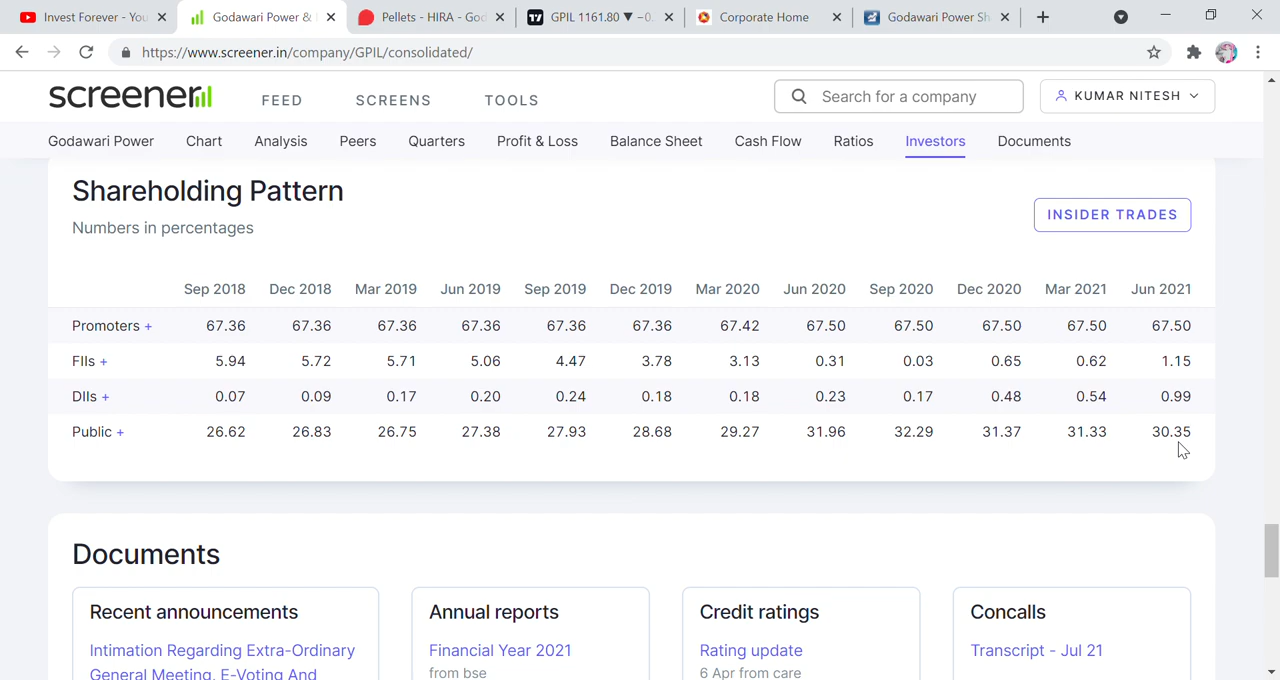 Invest Forever - You
Godawari Power &
Pellets - HIRA - God
GPIL 1161.80 ▼ −0.
Corporate Home
Godawari Power Sh
https://www.screener.in/company/GPIL/consolidated/
screener
FEED
SCREENS
TOOLS
Search for a company
KUMAR NITESH
Godawari Power
Chart
Analysis
Peers
Quarters
Profit & Loss
Balance Sheet
Cash Flow
Ratios
Investors
Documents
Shareholding Pattern
Numbers in percentages
INSIDER TRADES
Sep 2018 Dec 2018 Mar 2019 Jun 2019 Sep 2019 Dec 2019 Mar 2020 Jun 2020 Sep 2020 Dec 2020 Mar 2021 Jun 2021
Promoters + 67.36 67.36 67.36 67.36 67.36 67.36 67.42 67.50 67.50 67.50 67.50 67.50
FIIs + 5.94 5.72 5.71 5.06 4.47 3.78 3.13 0.31 0.03 0.65 0.62 1.15
DIIs + 0.07 0.09 0.17 0.20 0.24 0.18 0.18 0.23 0.17 0.48 0.54 0.99
Public + 26.62 26.83 26.75 27.38 27.93 28.68 29.27 31.96 32.29 31.37 31.33 30.35
Documents
Recent announcements
Intimation Regarding Extra-Ordinary
General Meeting, E-Voting And
Annual reports
Financial Year 2021
from bse
Credit ratings
Rating update
6 Apr from care
Concalls
Transcript - Jul 21